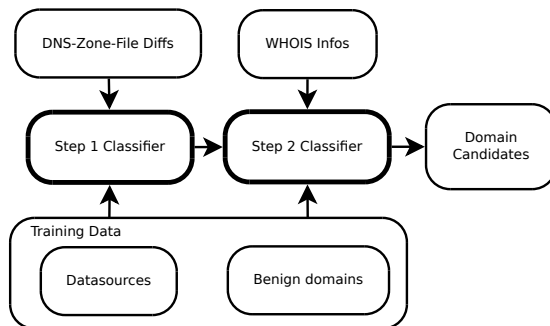 DNS-Zone-File Diffs
WHOIS Infos
Step 1 Classifier
Step 2 Classifier
Domain
Candidates
Training Data
Datasources
Benign domains